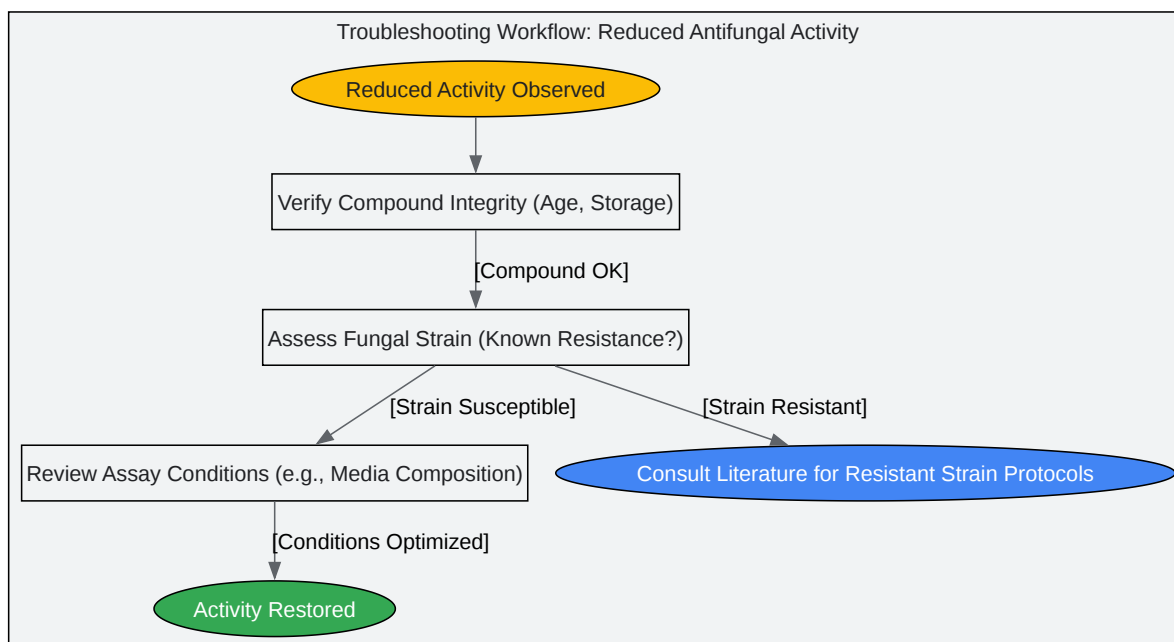 Troubleshooting Workflow: Reduced Antifungal Activity
Reduced Activity Observed
Verify Compound Integrity (Age, Storage)
[Compound OK]
Assess Fungal Strain (Known Resistance?)
[Strain Susceptible]
[Strain Resistant]
Review Assay Conditions (e.g., Media Composition)
Consult Literature for Resistant Strain Protocols
[Conditions Optimized]
Activity Restored